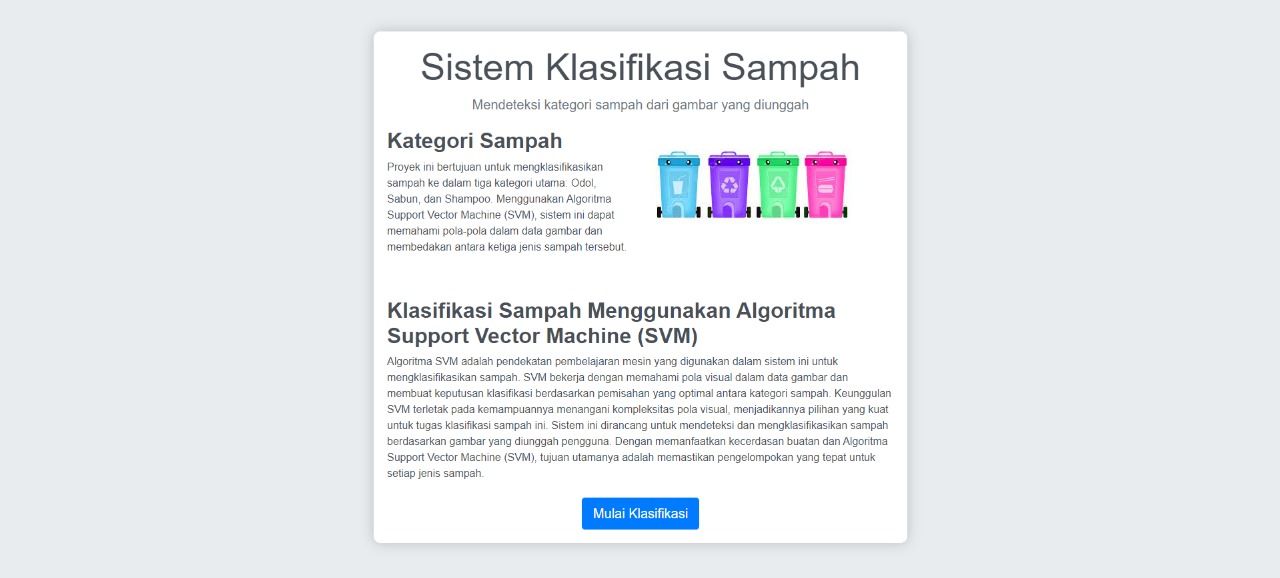 Sistem Klasifikasi Sampah
Mendeteksi kategori sampah dari gambar yang diunggah
Kategori Sampah
Proyek ini bertujuan untuk mengklasifikasikan
sampah ke dalam tiga kategori utama: Odol,
Sabun, dan Shampoo. Menggunakan Algoritma
Support Vector Machine (SVM), sistem ini dapat
memahami pola-pola dalam data gambar dan
membedakan antara ketiga jenis sampah tersebut.
Klasifikasi Sampah Menggunakan Algoritma
Support Vector Machine (SVM)
Algoritma SVM adalah pendekatan pembelajaran mesin yang digunakan dalam sistem ini untuk
mengklasifikasikan sampah. SVM bekerja dengan memahami pola visual dalam data gambar dan
membuat keputusan klasifikasi berdasarkan pemisahan yang optimal antara kategori sampah. Keunggulan
SVM terletak pada kemampuannya menangani kompleksitas pola visual, menjadikannya pilihan yang kuat
untuk tugas klasifikasi sampah ini. Sistem ini dirancang untuk mendeteksi dan mengklasifikasikan sampah
berdasarkan gambar yang diunggah pengguna. Dengan memanfaatkan kecerdasan buatan dan Algoritma
Support Vector Machine (SVM), tujuan utamanya adalah memastikan pengelompokan yang tepat untuk
setiap jenis sampah.
Mulai Klasifikasi